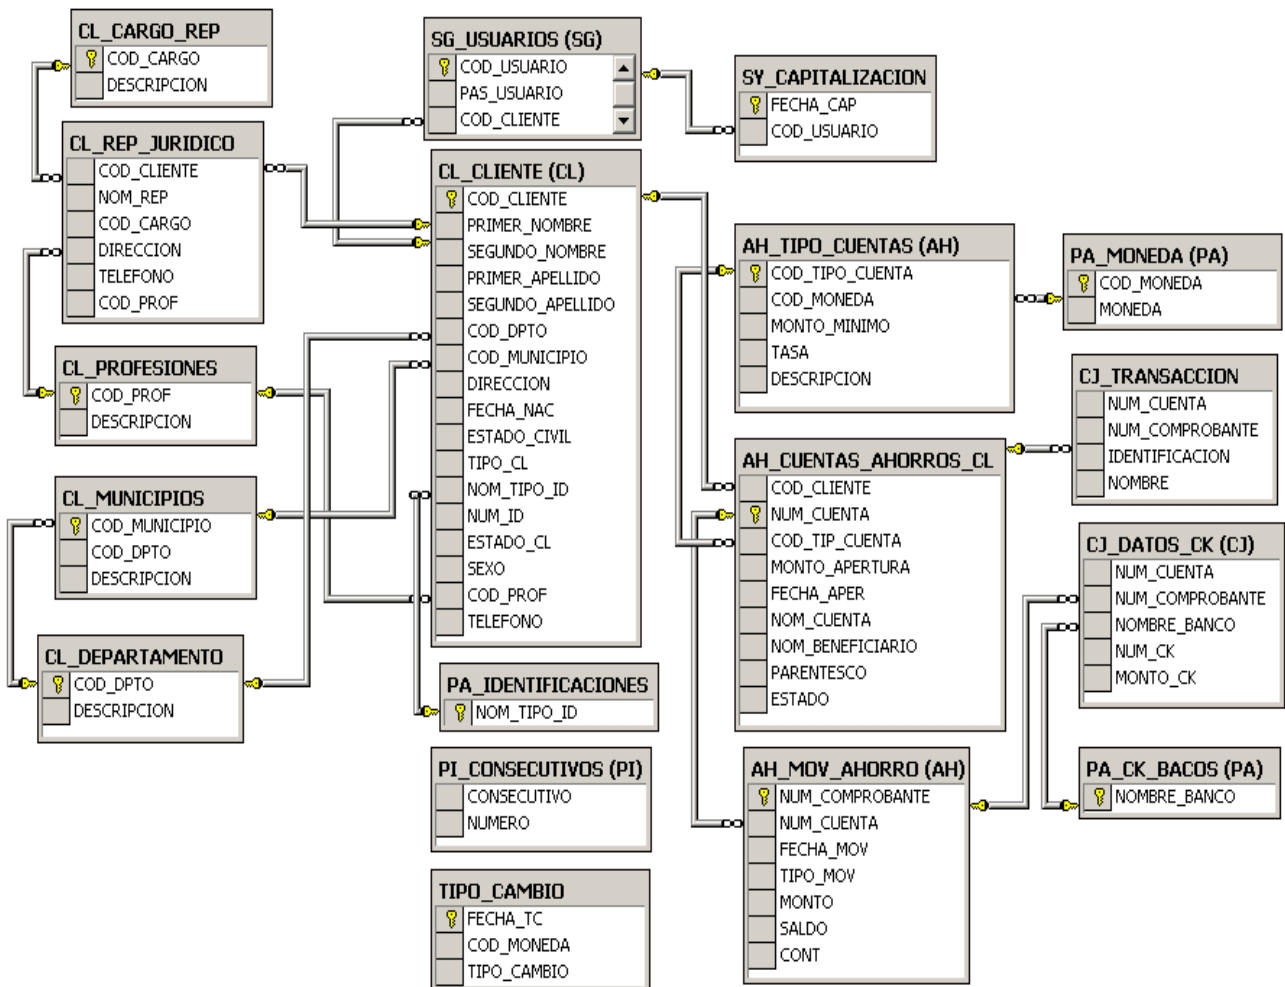 CL_CARGO_REP
COD_CARGO
DESCRIPCION
CL_REP_JURIDICO
COD_CLIENTE
NOM_REP
COD_CARGO
DIRECCION
TELEFONO
COD_PROF
CL_PROFESIONES
COD_PROF
DESCRIPCION
CL_MUNICIPIOS
COD_MUNICIPIO
COD_DPTO
DESCRIPCION
CL_DEPARTAMENTO
COD_DPTO
DESCRIPCION
SG_USUARIOS (SG)
COD_USUARIO
PAS_USUARIO
COD_CLIENTE
CL_CLIENTE (CL)
COD_CLIENTE
PRIMER_NOMBRE
SEGUNDO_NOMBRE
PRIMER_APELLIDO
SEGUNDO_APELLIDO
COD_DPTO
COD_MUNICIPIO
DIRECCION
FECHA_NAC
ESTADO_CIVIL
TIPO_CL
NOM_TIPO_ID
NUM_ID
ESTADO_CL
SEXO
COD_PROF
TELEFONO
PA_IDENTIFICACIONES
NOM_TIPO_ID
PI_CONSECUTIVOS (PI)
CONSECUTIVO
NUMERO
TIPO_CAMBIO
FECHA_TC
COD_MONEDA
TIPO_CAMBIO
SY_CAPITALIZACION
FECHA_CAP
COD_USUARIO
AH_TIPO_CUENTAS (AH)
COD_TIPO_CUENTA
COD_MONEDA
MONTO_MINIMO
TASA
DESCRIPCION
AH_CUENTAS_AHORROS_CL
COD_CLIENTE
NUM_CUENTA
COD_TIP_CUENTA
MONTO_APERTURA
FECHA_APER
NOM_CUENTA
NOM_BENEFICIARIO
PARENTESCO
ESTADO
AH_MOV_AHORRO (AH)
NUM_COMPROBANTE
NUM_CUENTA
FECHA_MOV
TIPO_MOV
MONTO
SALDO
CONT
PA_MONEDA (PA)
COD_MONEDA
MONEDA
CJ_TRANSACCION
NUM_CUENTA
NUM_COMPROBANTE
IDENTIFICACION
NOMBRE
CJ_DATOS_CK (CJ)
NUM_CUENTA
NUM_COMPROBANTE
NOMBRE_BANCO
NUM_CK
MONTO_CK
PA_CK_BACOS (PA)
NOMBRE_BANCO